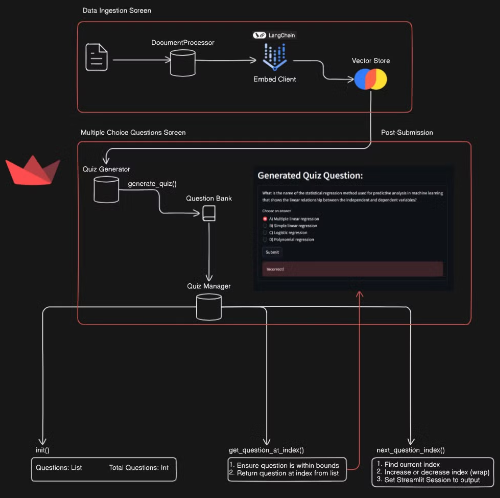 Data Ingestion Screen
DocumentProcessor
LangChain
Embed Client
Vector Store
Multiple Choice Questions Screen
Post Submission
Quiz Generator
generate_quiz()
Question Bank
Quiz Manager
Generated Quiz Question:
What is the name of the statistical regression method used for predictive analysis in machine learning
that shows the linear relationship between the independent and dependent variables?
Choose an answer
A) Multiple linear regression
B) Simple linear regression
C) Logistic regression
D) Polynomial regression
Submit
Incorrect!
init()
Questions: List
Total Questions: Int
get_question_at_index()
1. Ensure question is within bounds
2. Return question at index from list
next_question_index()
1. Find current index
2. Increase or decrease index (wrap)
3. Set Streamlit Session to output